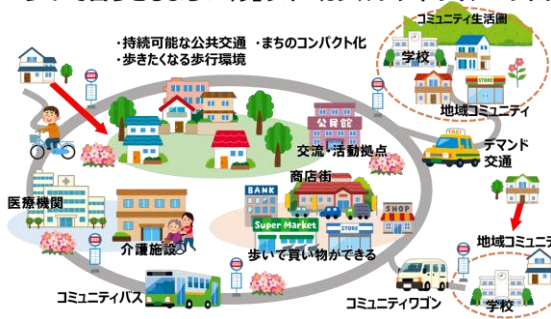 コミュニティ生活圏
・持続可能な公共交通 ・まちのコンパクト化
・歩きたくなる歩行環境
学校
STORE
地域コミュニティ
公民館
交流・活動拠点
TAXI
デマンド
交通
商店街
医療機関
BANK
SHOP
Super Market
STORE
介護施設
歩いて買い物ができる
地域コミュニテ
コミュニティバス
コミュニティワゴン
学校